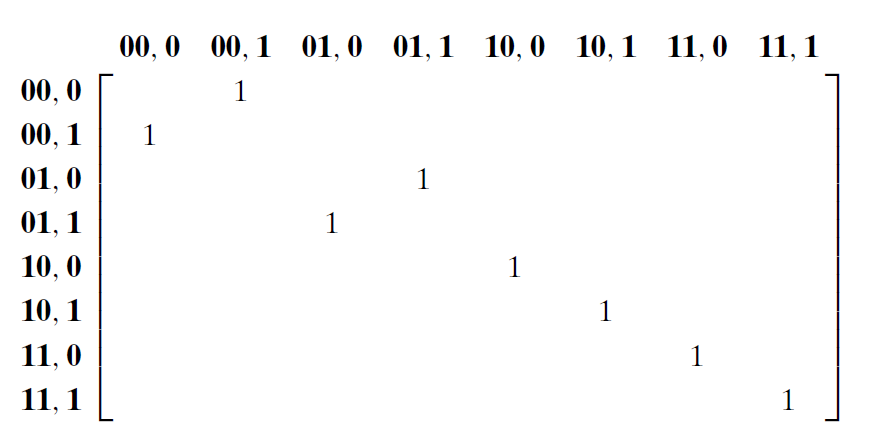 00, 0 00, 1 01, 0 01, 1 10, 0 10, 1 11, 0 11, 1
00, 0 1
00, 1 1
01, 0 1
01, 1 1
10, 0 1
10, 1 1
11, 0 1
11, 1 1